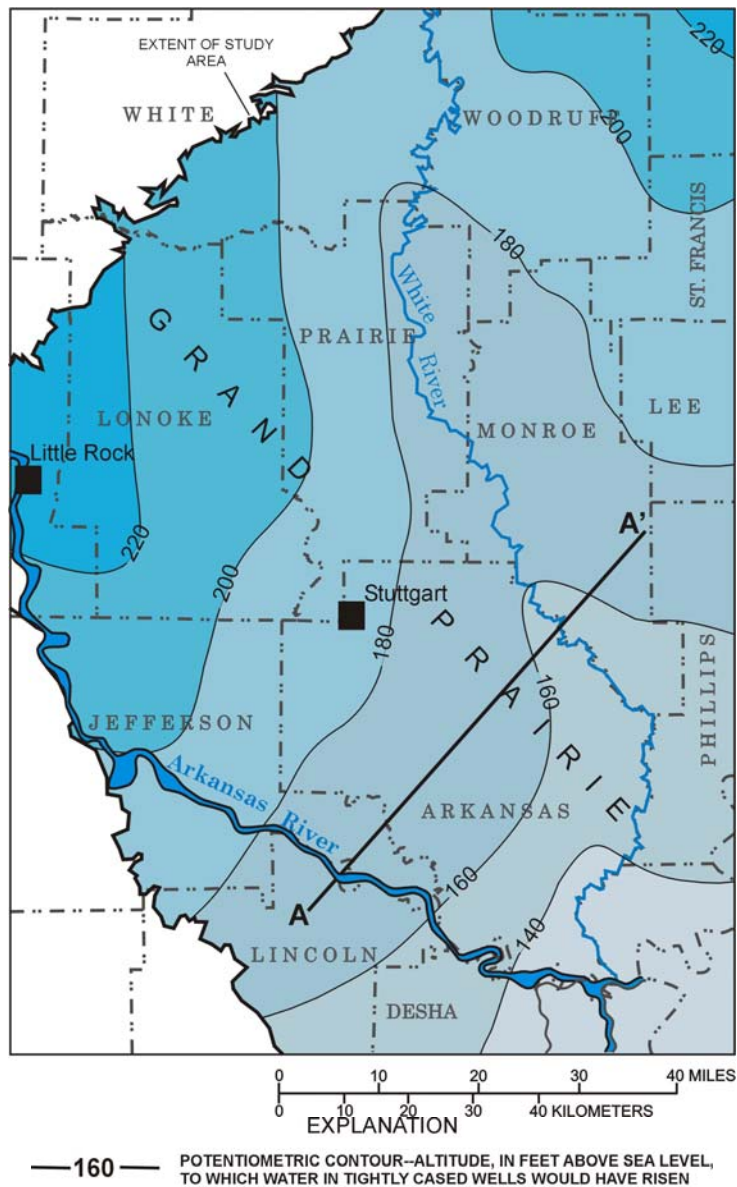 EXTENT OF STUDY
AREA
WHITE
WOODRUFF
220
200
180
ST. FRANCIS
White
River
GRAND
PRAIRIE
LONOKE
MONROE
LEE
Little Rock
A'
220
200
Stuttgart
180
PRAIRIE
160
PHILLIPS
JEFFERSON
Arkansas
River
ARKANSAS
160
A
LINCOLN
140
DESHA
0 10 20 30 40 MILES
0 10 20 30 40 KILOMETERS
EXPLANATION
160
POTENTIOMETRIC CONTOUR--ALTITUDE, IN FEET ABOVE SEA LEVEL,
TO WHICH WATER IN TIGHTLY CASED WELLS WOULD HAVE RISEN